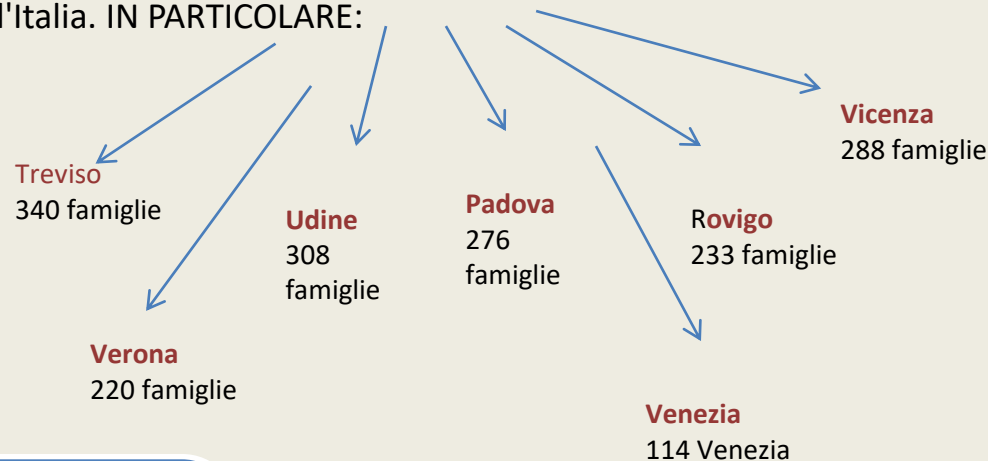 l'Italia. IN PARTICOLARE:
Vicenza
288 famiglie
Treviso
340 famiglie
Udine
308
famiglie
Padova
276
famiglie
Rovigo
233 famiglie
Verona
220 famiglie
Venezia
114 Venezia